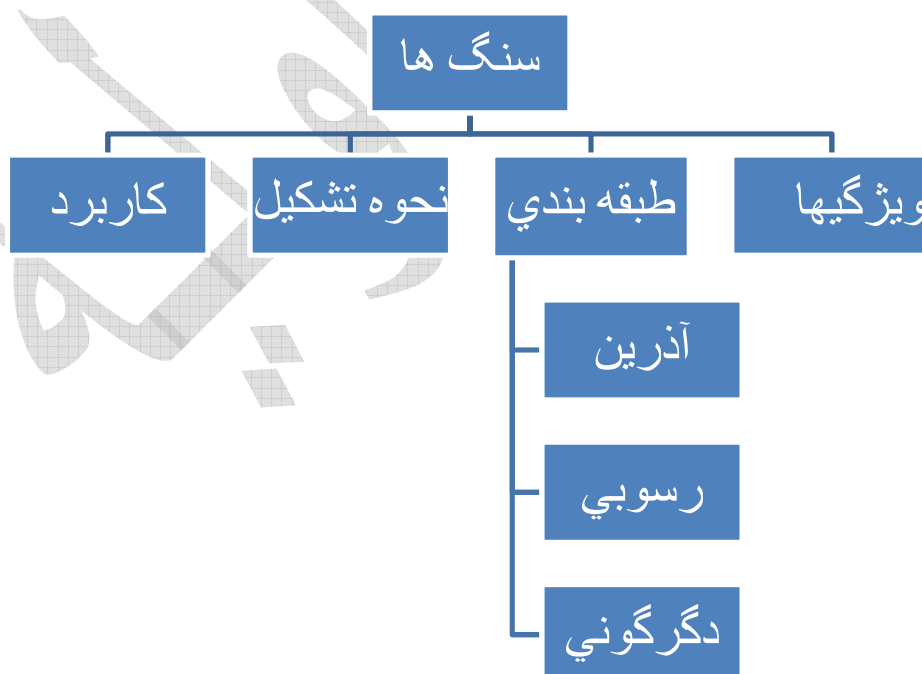 سنگ ها
ويژگيها
طبقه بندي
نحوه تشکيل
کاربرد
آذرين
رسوبي
دگرگوني